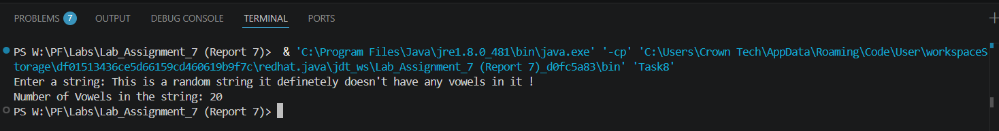 PROBLEMS 7 OUTPUT DEBUG CONSOLE TERMINAL PORTS
PS W:\PF\Labs\Lab_Assignment_7 (Report 7)> & 'C:\Program Files\Java\jre1.8.0_481\bin\java.exe' '-cp' 'C:\Users\Crown Tech\AppData\Roaming\Code\User\workspaceS
torage\df01513436ce5d66159cd460619b9f7c\redhat.java\jdt_ws\Lab_Assignment_7 (Report 7)_d0fc5a83\bin' 'Task8'
Enter a string: This is a random string it definetely doesn't have any vowels in it !
Number of Vowels in the string: 20
PS W:\PF\Labs\Lab_Assignment_7 (Report 7)>